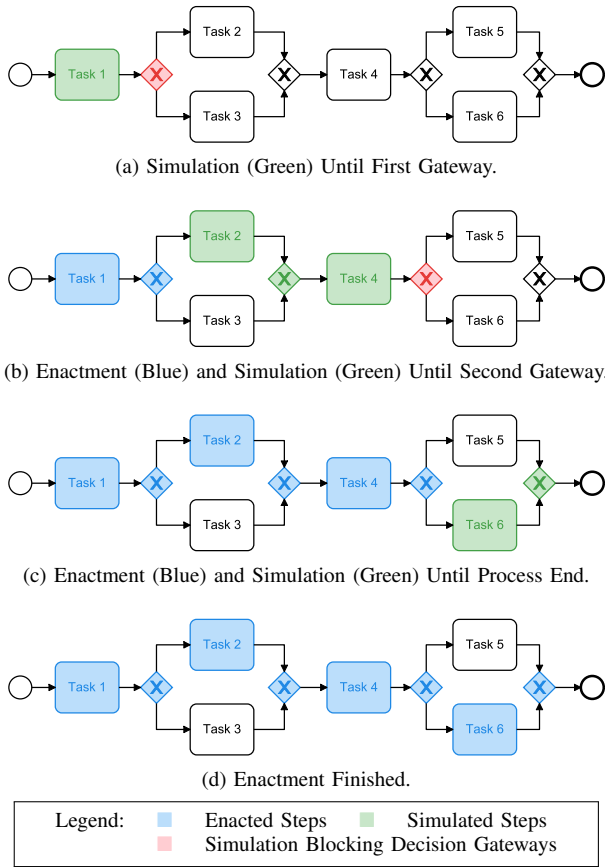 Task 2
Task 5
Task 1
X
X
Task 4
X
X
Task 3
Task 6
(a) Simulation (Green) Until First Gateway.
Task 2
Task 5
Task 1
X
X
Task 4
X
X
Task 3
Task 6
(b) Enactment (Blue) and Simulation (Green) Until Second Gateway.
Task 2
Task 5
Task 1
X
X
Task 4
X
X
Task 3
Task 6
(c) Enactment (Blue) and Simulation (Green) Until Process End.
Task 2
Task 5
Task 1
X
X
Task 4
X
X
Task 3
Task 6
(d) Enactment Finished.
Legend: Enacted Steps Simulated Steps
Simulation Blocking Decision Gateways